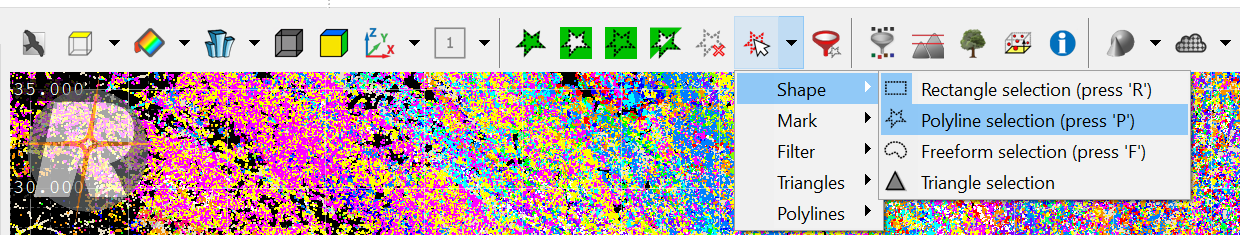 Z
Y
X
1
35.000
30.000
Shape
Mark
Filter
Triangles
Polylines
Rectangle selection (press 'R')
Polyline selection (press 'P')
Freeform selection (press 'F')
Triangle selection